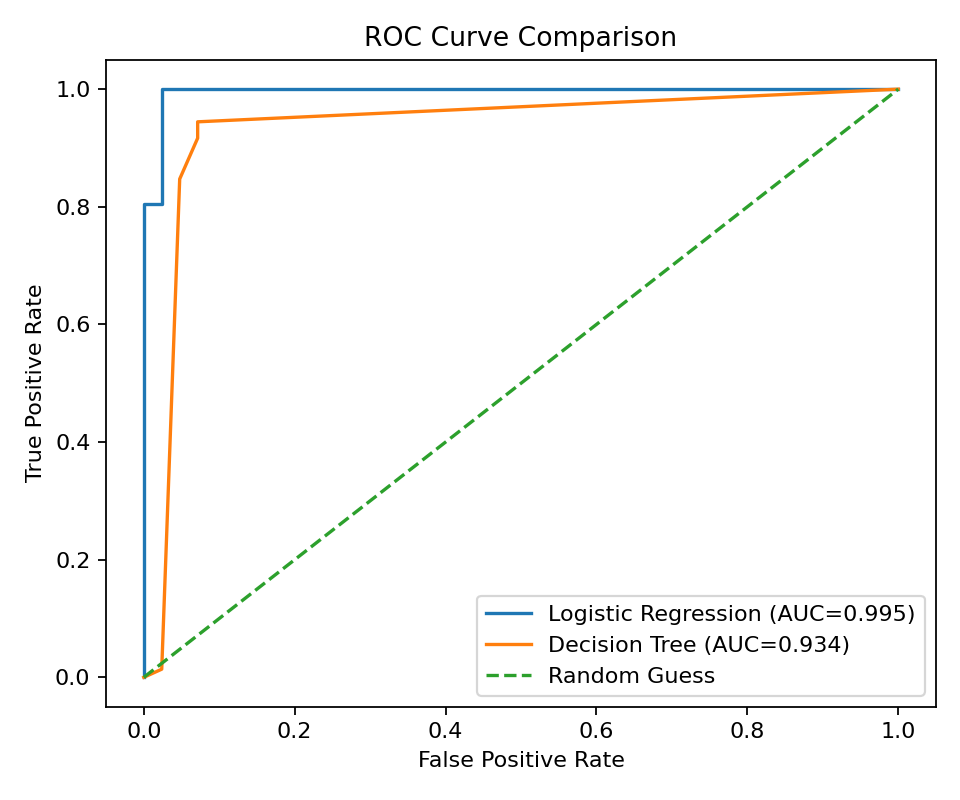 ROC Curve Comparison
1.0
0.8
0.6
0.4
0.2
0.0
True Positive Rate
Logistic Regression (AUC=0.995)
Decision Tree (AUC=0.934)
Random Guess
0.0 0.2 0.4 0.6 0.8 1.0
False Positive Rate